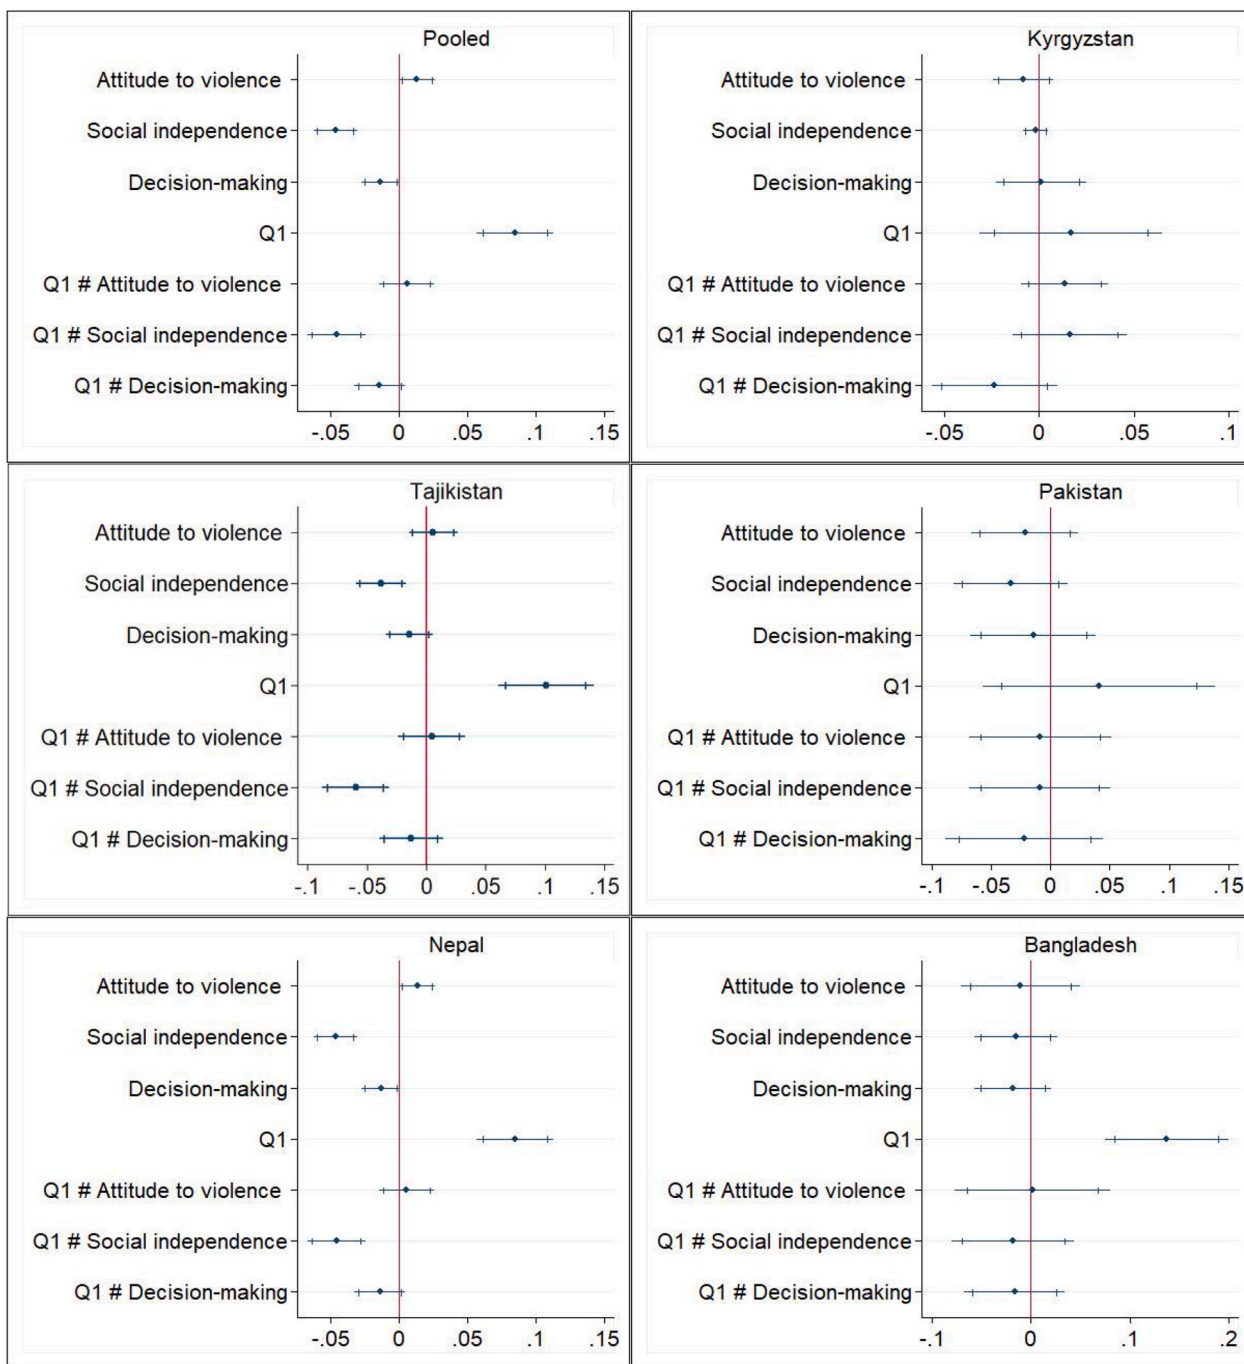 Pooled
Attitude to violence
Social independence
Decision-making
Q1
Q1 # Attitude to violence
Q1 # Social independence
Q1 # Decision-making
-.05 0 .05 .1 .15
Kyrgyzstan
Attitude to violence
Social independence
Decision-making
Q1
Q1 # Attitude to violence
Q1 # Social independence
Q1 # Decision-making
-.05 0 .05 .1
Tajikistan
Attitude to violence
Social independence
Decision-making
Q1
Q1 # Attitude to violence
Q1 # Social independence
Q1 # Decision-making
-.1 -.05 0 .05 .1 .15
Pakistan
Attitude to violence
Social independence
Decision-making
Q1
Q1 # Attitude to violence
Q1 # Social independence
Q1 # Decision-making
-.1 -.05 0 .05 .1 .15
Nepal
Attitude to violence
Social independence
Decision-making
Q1
Q1 # Attitude to violence
Q1 # Social independence
Q1 # Decision-making
-.05 0 .05 .1 .15
Bangladesh
Attitude to violence
Social independence
Decision-making
Q1
Q1 # Attitude to violence
Q1 # Social independence
Q1 # Decision-making
-.1 0 .1 .2